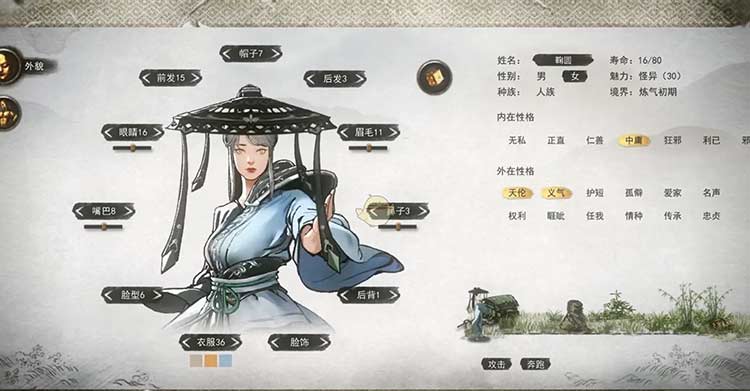 外貌
帽子7
前发15
后发3
眼睛16
眉毛11
嘴巴8
鼻子3
脸型6
后背1
衣服36
脸饰
姓名： 鞠圆 寿命：16/80
性别： 男 女 魅力：怪异（30）
种族： 人族 境界：炼气初期
内在性格
无私 正直 仁善 中庸 狂邪 利己 邪
外在性格
天伦 义气 护短 孤僻 爱家 名声
权利 睚眦 任我 情种 传承 忠贞
攻击 奔跑